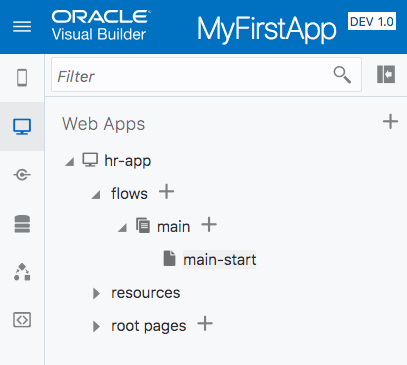 ORACLE
Visual Builder
MyFirstApp
DEV 1.0
Filter
Web Apps
hr-app
flows
main
main-start
resources
root pages